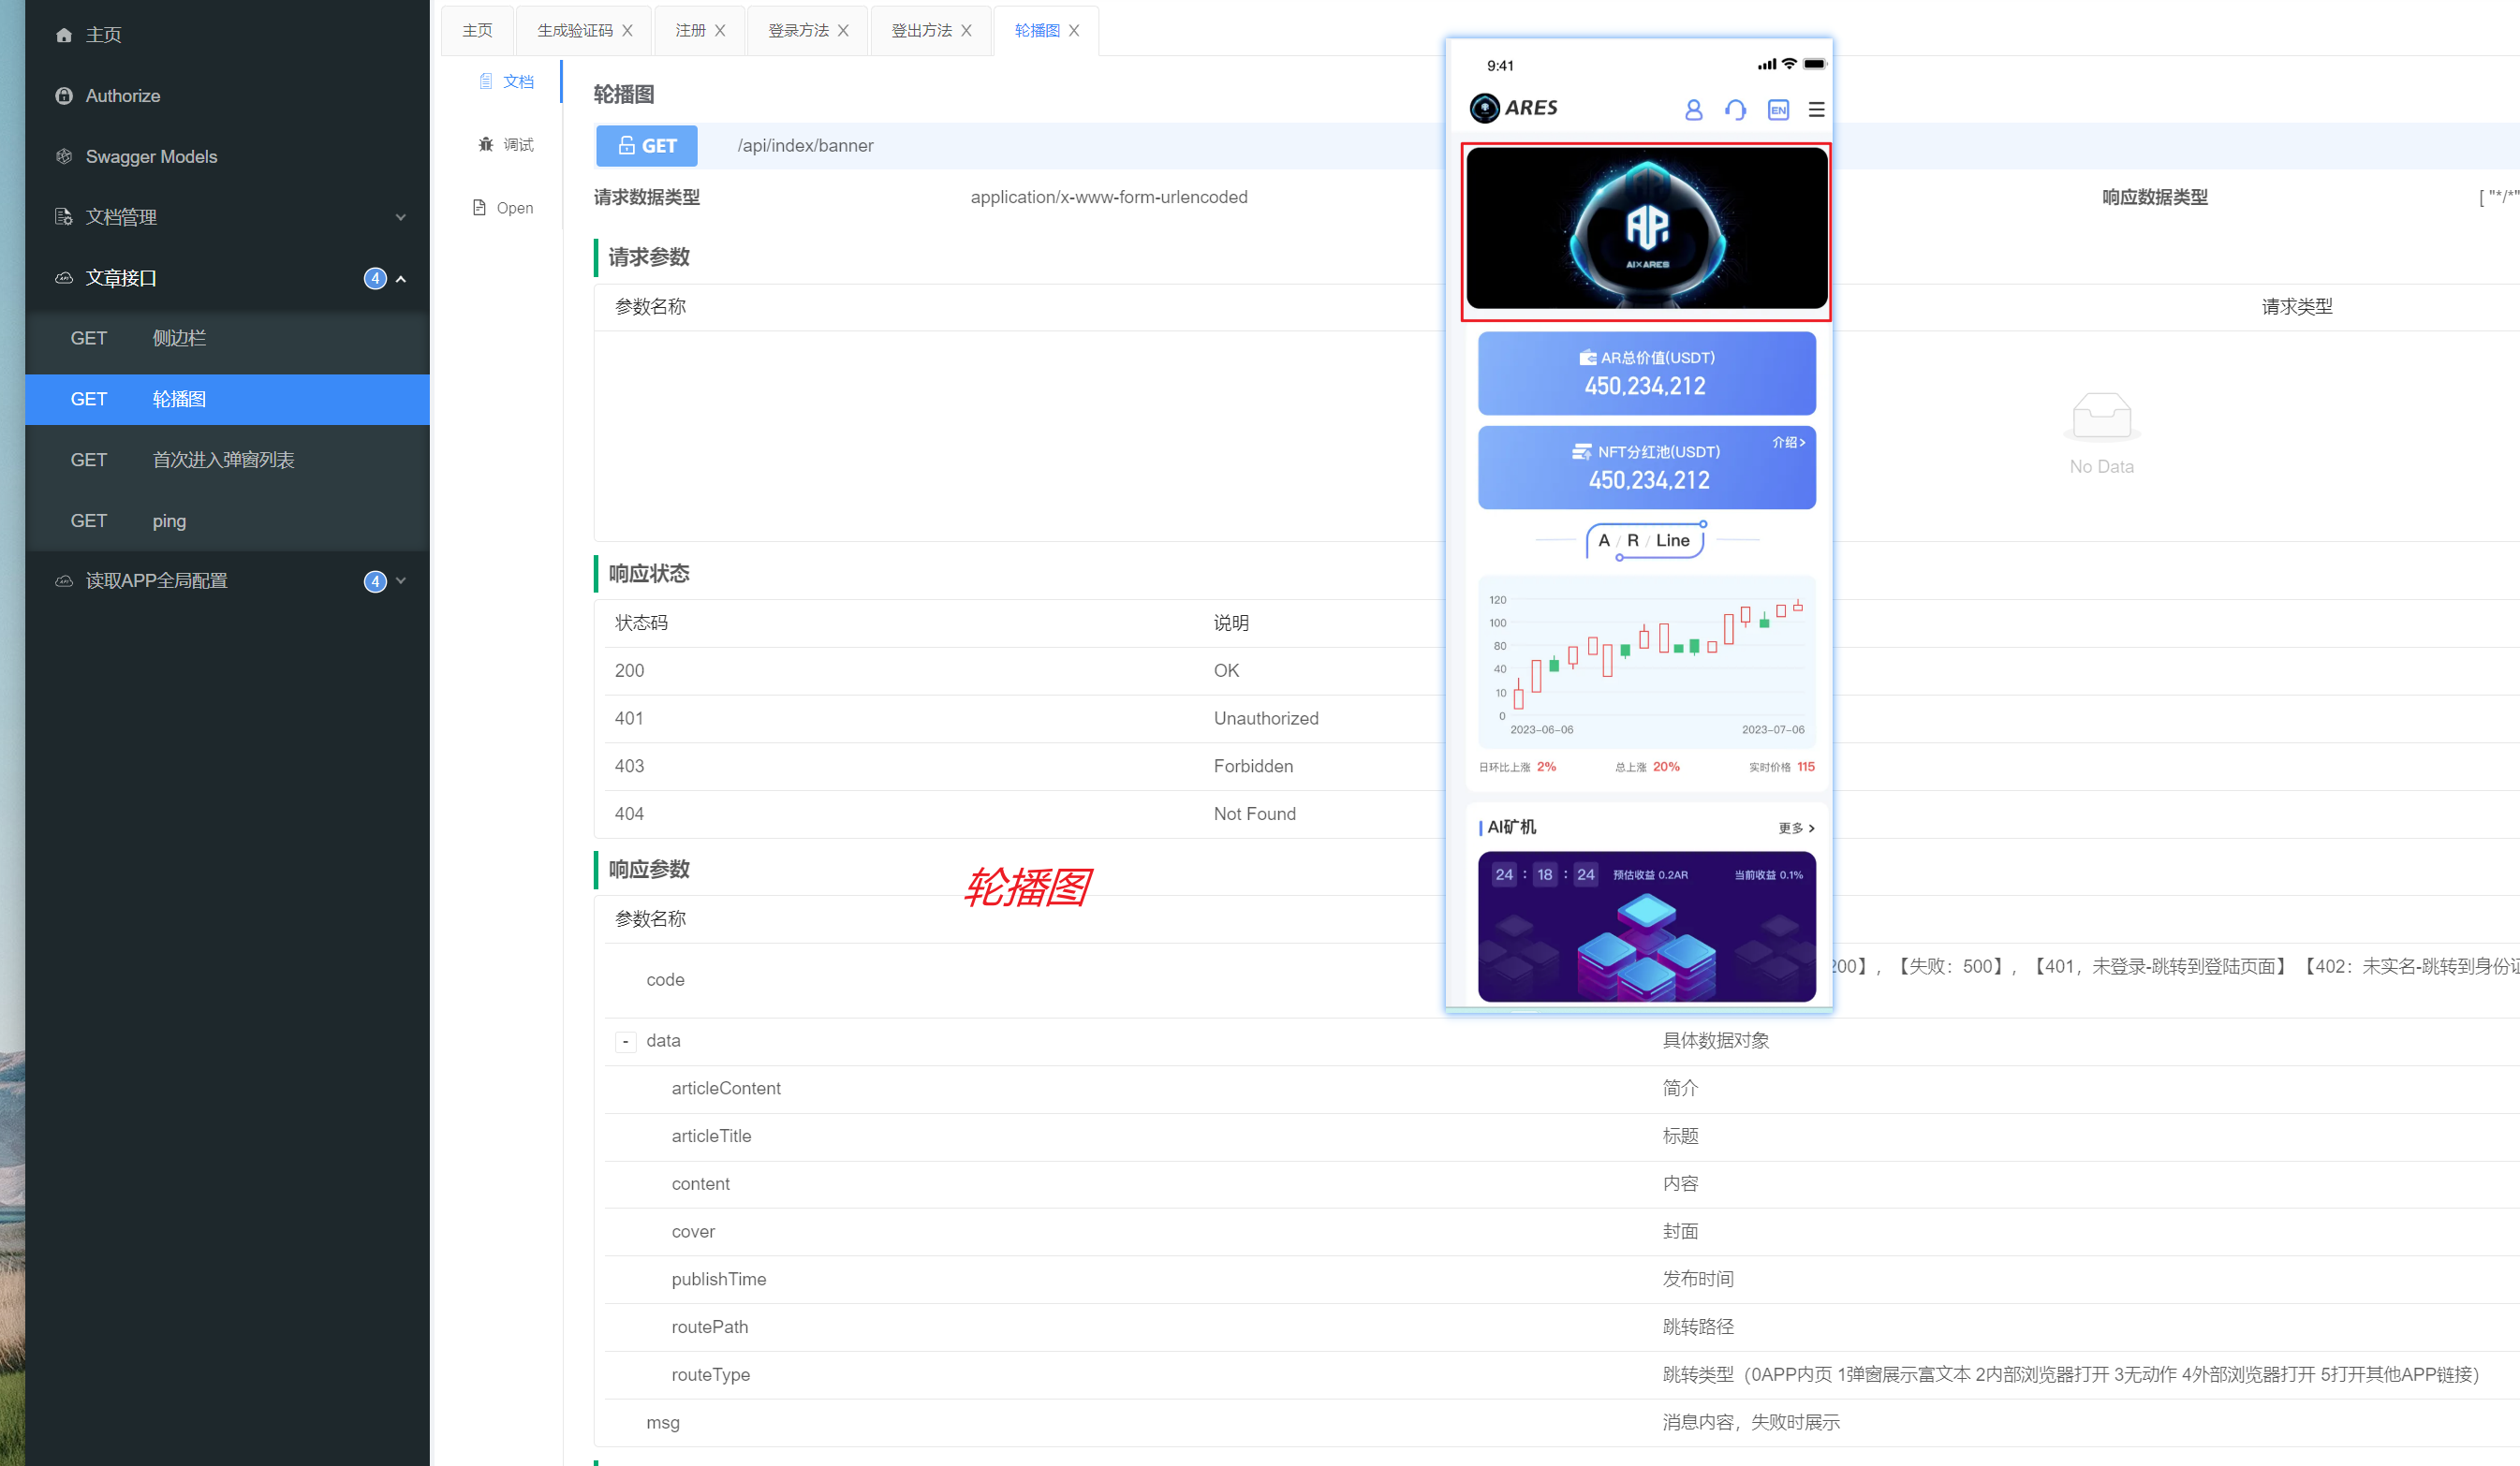 主页
Authorize
Swagger Models
文档管理
文章接口 4
GET 侧边栏
GET 轮播图
GET 首次进入弹窗列表
GET ping
读取APP全局配置 4
主页 生成验证码 注册 登录方法 登出方法 轮播图
文档
调试
Open
轮播图
GET /api/index/banner
请求数据类型 application/x-www-form-urlencoded 响应数据类型 [ "*/*"
请求参数
参数名称 请求类型
No Data
响应状态
状态码 说明
200 OK
401 Unauthorized
403 Forbidden
404 Not Found
响应参数
轮播图
参数名称
code 200】，【失败：500】，【401，未登录-跳转到登陆页面】【402：未实名-跳转到身份证
- data 具体数据对象
articleContent 简介
articleTitle 标题
content 内容
cover 封面
publishTime 发布时间
routePath 跳转路径
routeType 跳转类型（0APP内页 1弹窗展示富文本 2内部浏览器打开 3无动作 4外部浏览器打开 5打开其他APP链接)
msg 消息内容，失败时展示
9:41
ARES
EN
AIXARES
AR总价值(USDT)
450,234,212
NFT分红池(USDT) 介绍>
450,234,212
A / R / Line
120
100
80
40
10
0
2023-06-06 2023-07-06
日环比上涨 2% 总上涨 20% 实时价格 115
AI矿机 更多 >
24 : 18 : 24 预估收益 0.2AR 当前收益 0.1%